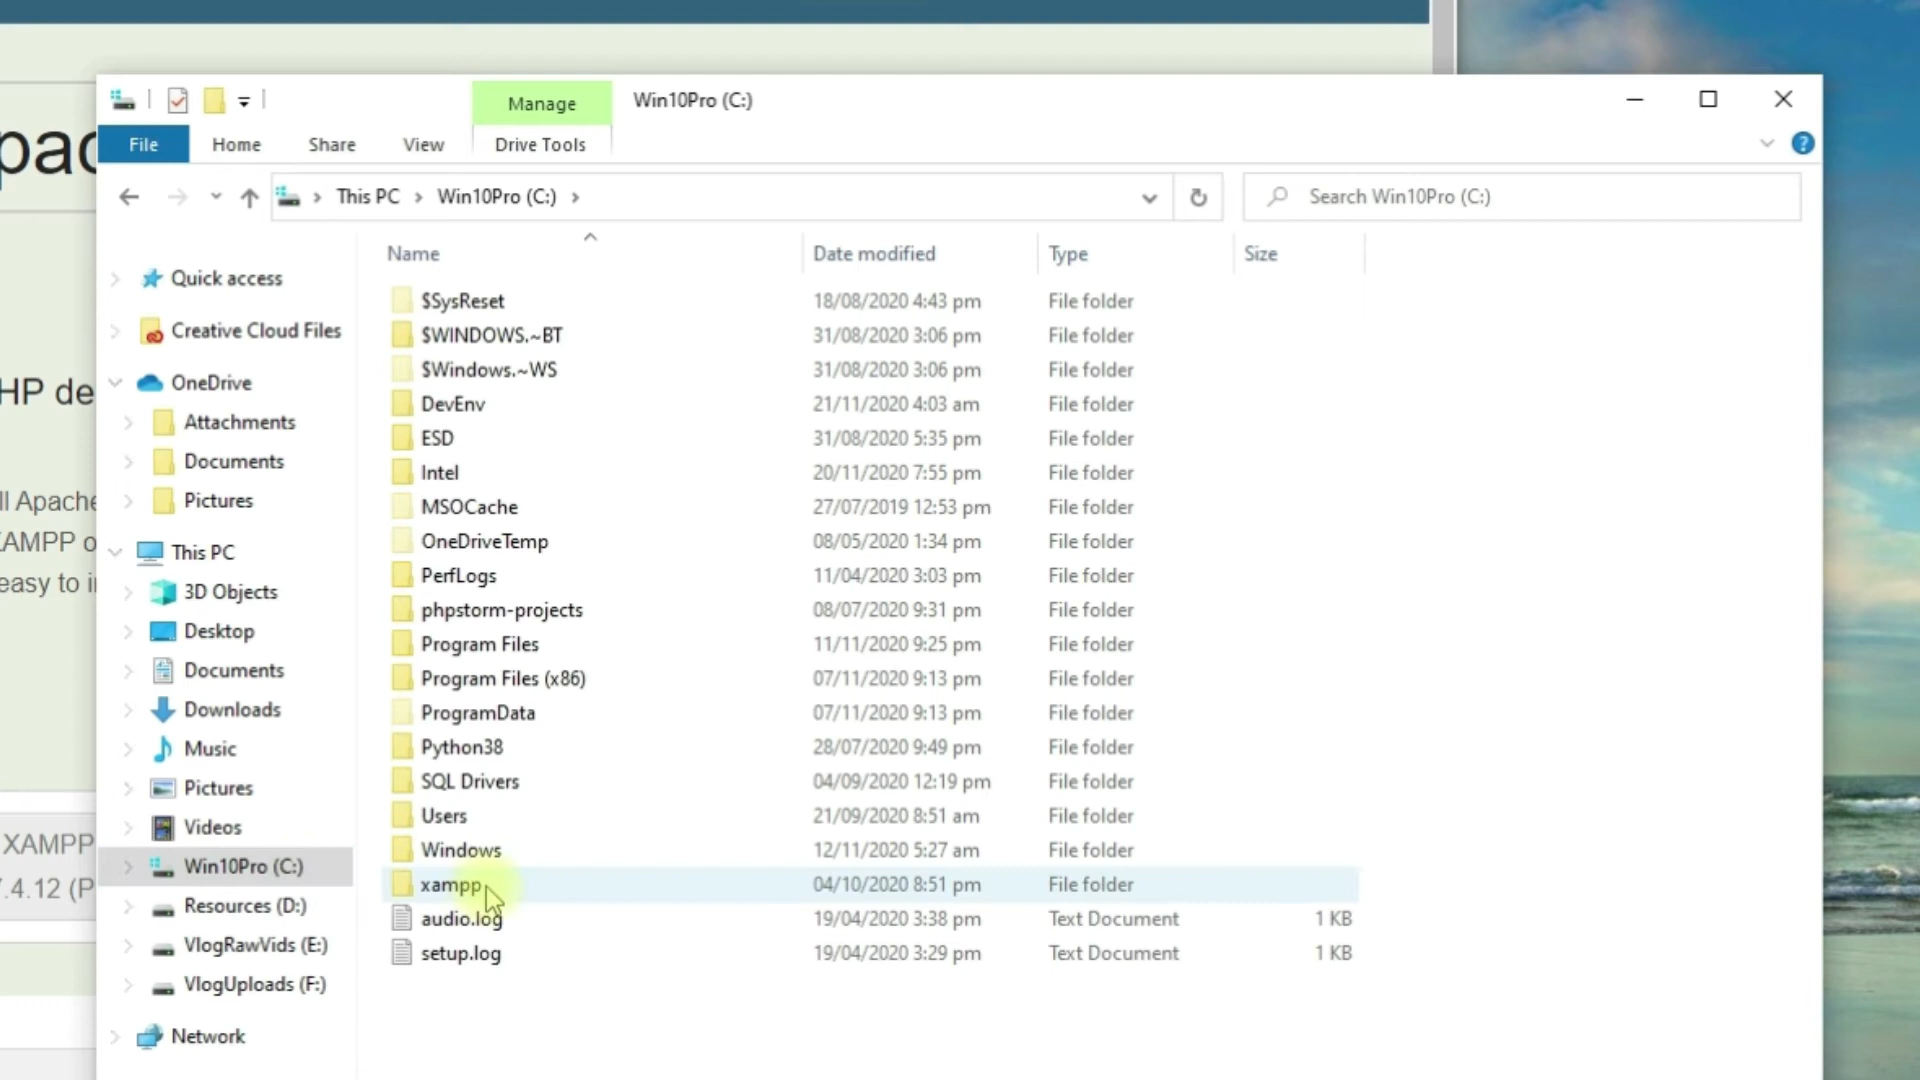 Manage
Win10Pro (C:)
File
Home
Share
View
Drive Tools
This PC
Win10Pro (C:)
Search Win10Pro (C:)
Name
Date modified
Type
Size
Quick access
Creative Cloud Files
OneDrive
Attachments
Documents
Pictures
This PC
3D Objects
Desktop
Documents
Downloads
Music
Pictures
Videos
Win10Pro (C:)
Resources (D:)
VlogRawVids (E:)
VlogUploads (F:)
Network
$SysReset 18/08/2020 4:43 pm File folder
$WINDOWS.~BT 31/08/2020 3:06 pm File folder
$Windows.~WS 31/08/2020 3:06 pm File folder
DevEnv 21/11/2020 4:03 am File folder
ESD 31/08/2020 5:35 pm File folder
Intel 20/11/2020 7:55 pm File folder
MSOCache 27/07/2019 12:53 pm File folder
OneDriveTemp 08/05/2020 1:34 pm File folder
PerfLogs 11/04/2020 3:03 pm File folder
phpstorm-projects 08/07/2020 9:31 pm File folder
Program Files 11/11/2020 9:25 pm File folder
Program Files (x86) 07/11/2020 9:13 pm File folder
ProgramData 07/11/2020 9:13 pm File folder
Python38 28/07/2020 9:49 pm File folder
SQL Drivers 04/09/2020 12:19 pm File folder
Users 21/09/2020 8:51 am File folder
Windows 12/11/2020 5:27 am File folder
xampp 04/10/2020 8:51 pm File folder
audio.log 19/04/2020 3:38 pm Text Document 1 KB
setup.log 19/04/2020 3:29 pm Text Document 1 KB
pac
HP de
ll Apache
XAMPP o
easy to i
XAMPP
.4.12 (P